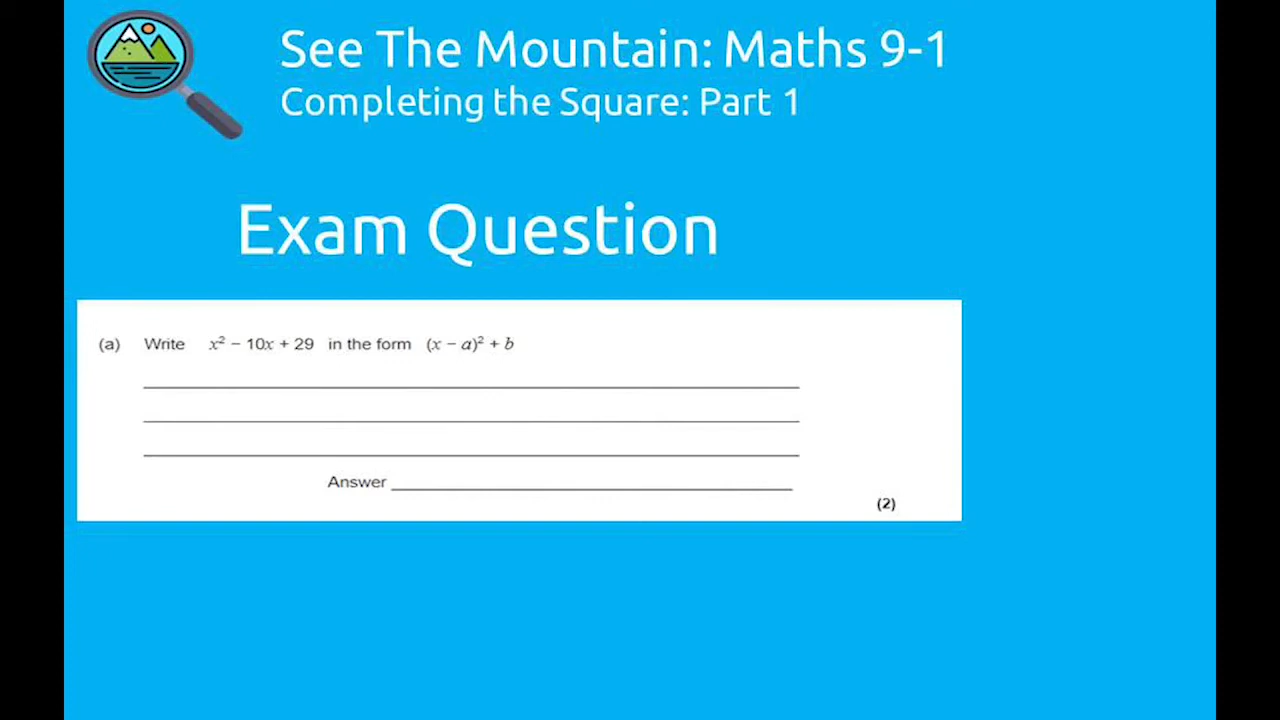 See The Mountain: Maths 9-1
Completing the Square: Part 1
Exam Question
(a) Write x² − 10x + 29 in the form (x − a)² + b
Answer
(2)